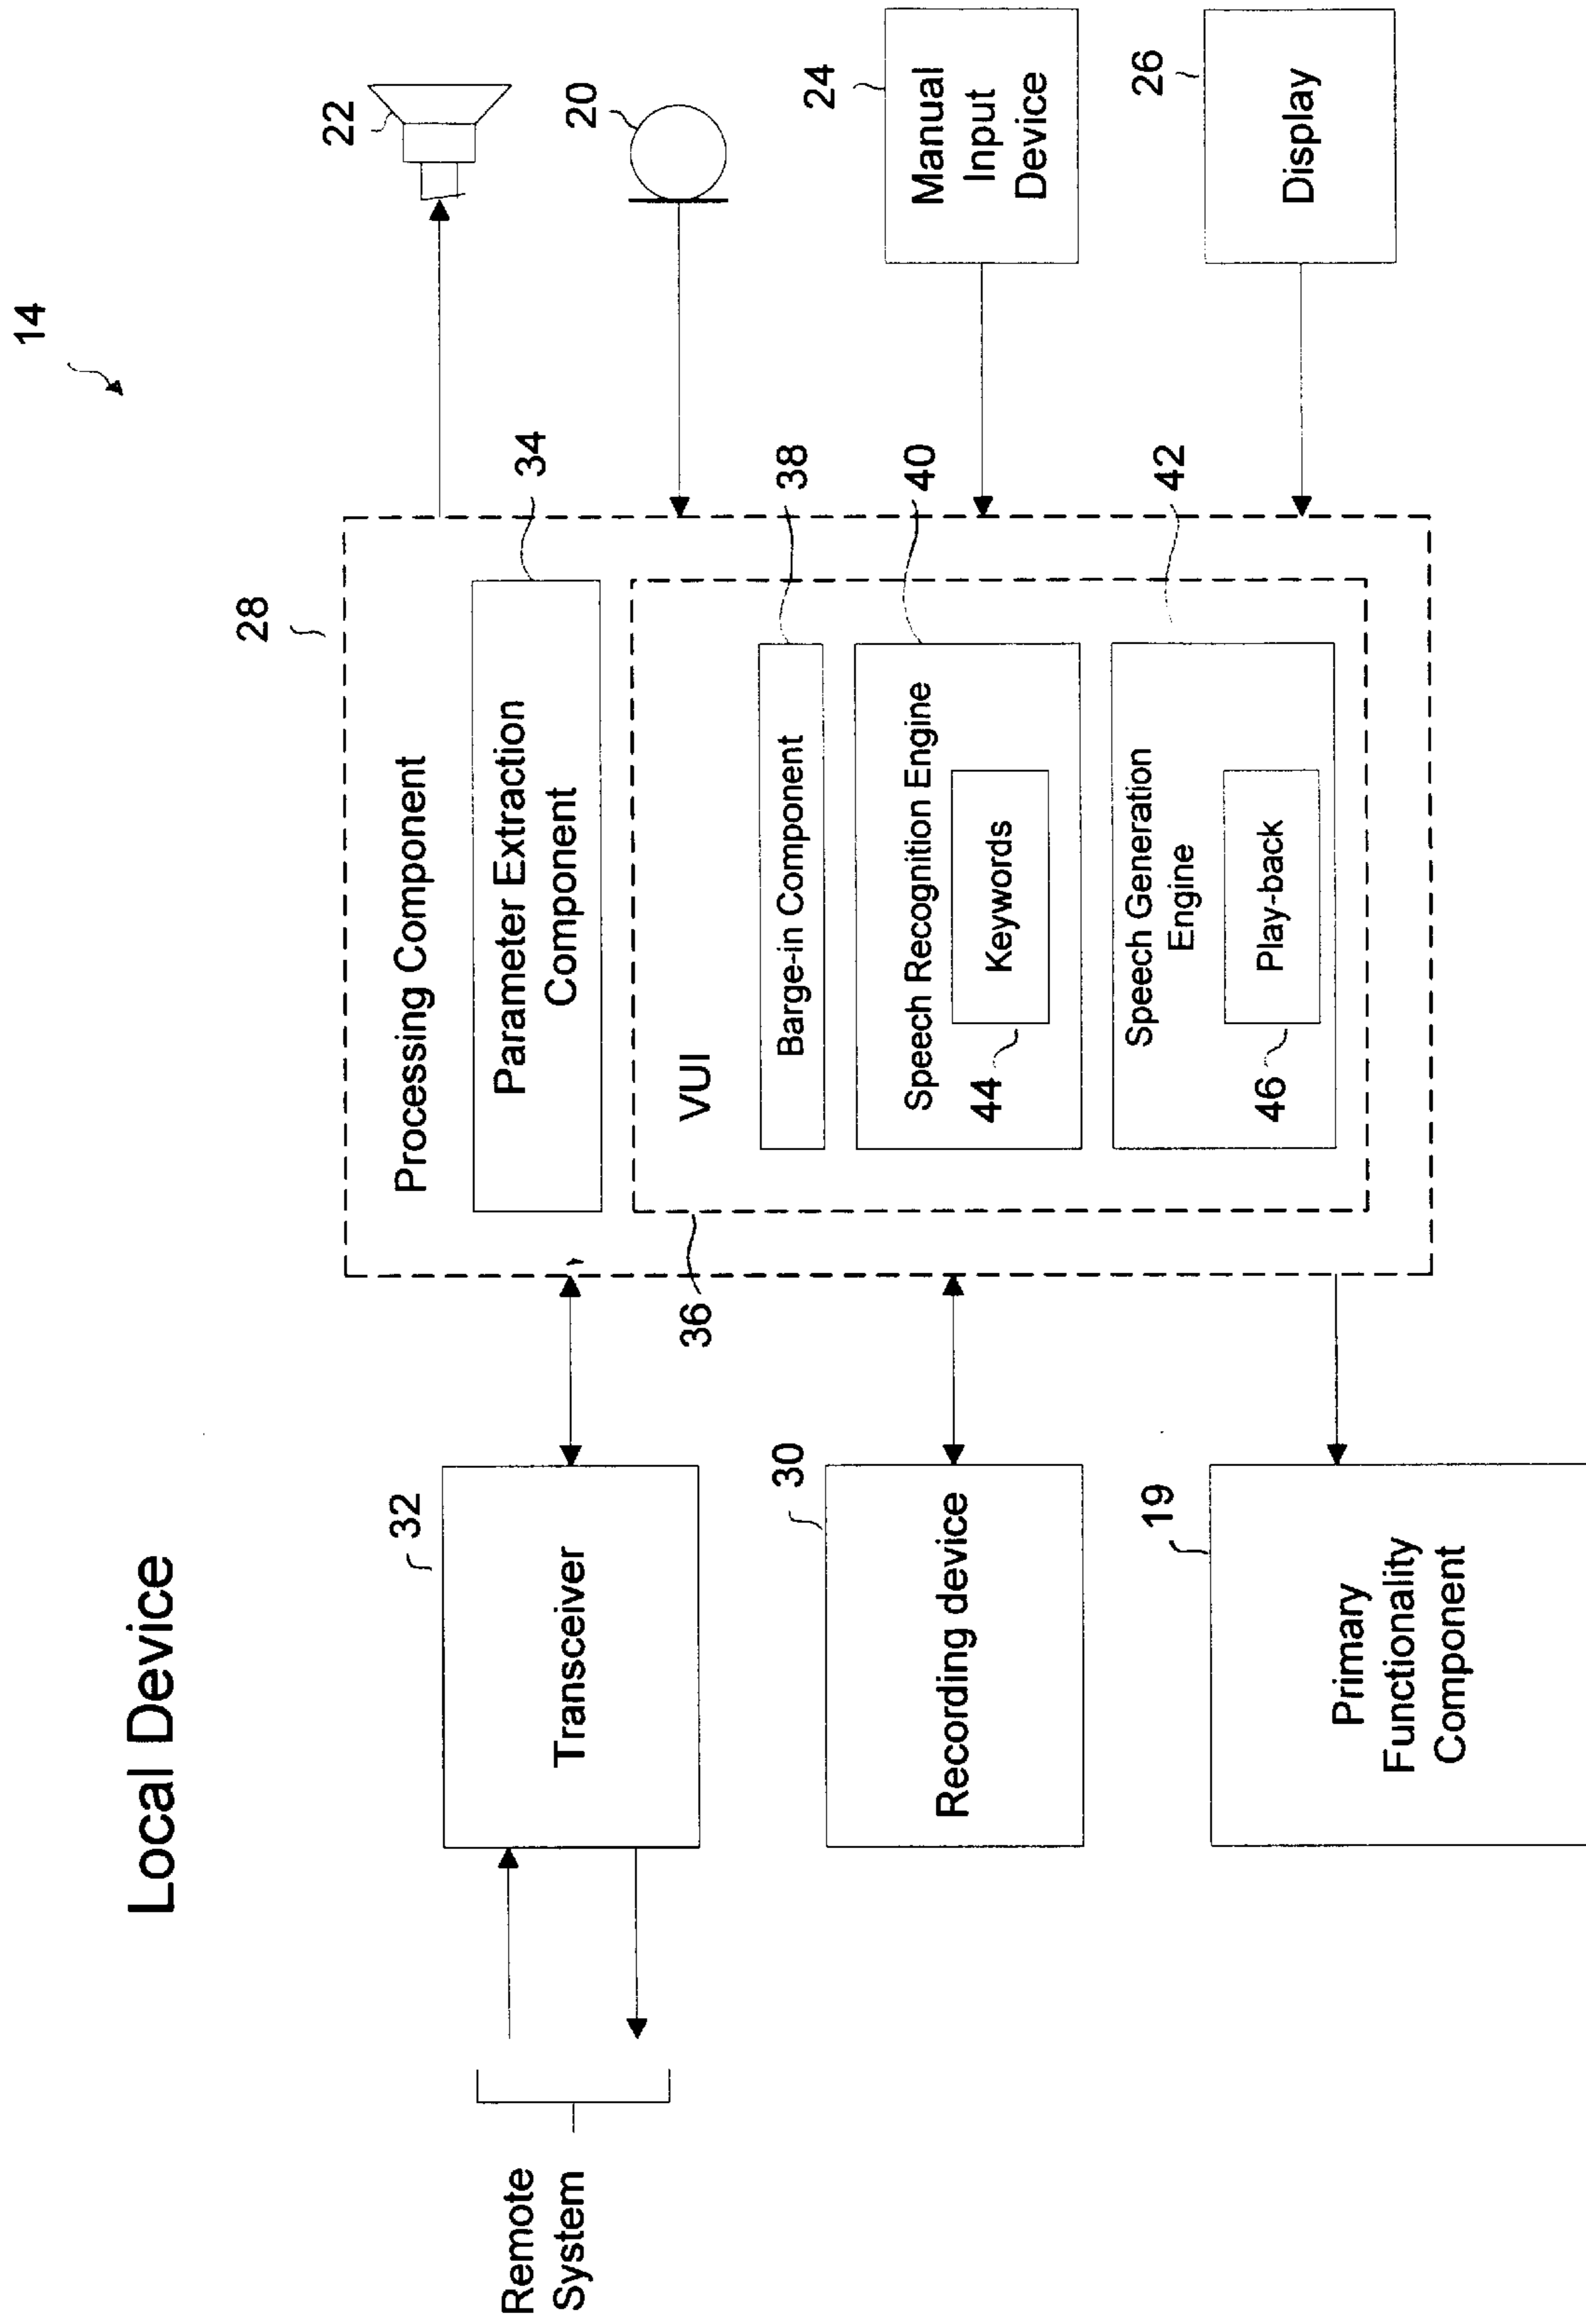 Local Device
14
Remote
System
32
Transceiver
30
Recording device
19
Primary
Functionality
Component
28
Processing Component
34
Parameter Extraction
Component
36
VUI
38
Barge-in Component
40
Speech Recognition Engine
44
Keywords
42
Speech Generation
Engine
46
Play-back
22
20
24
Manual
Input
Device
26
Display